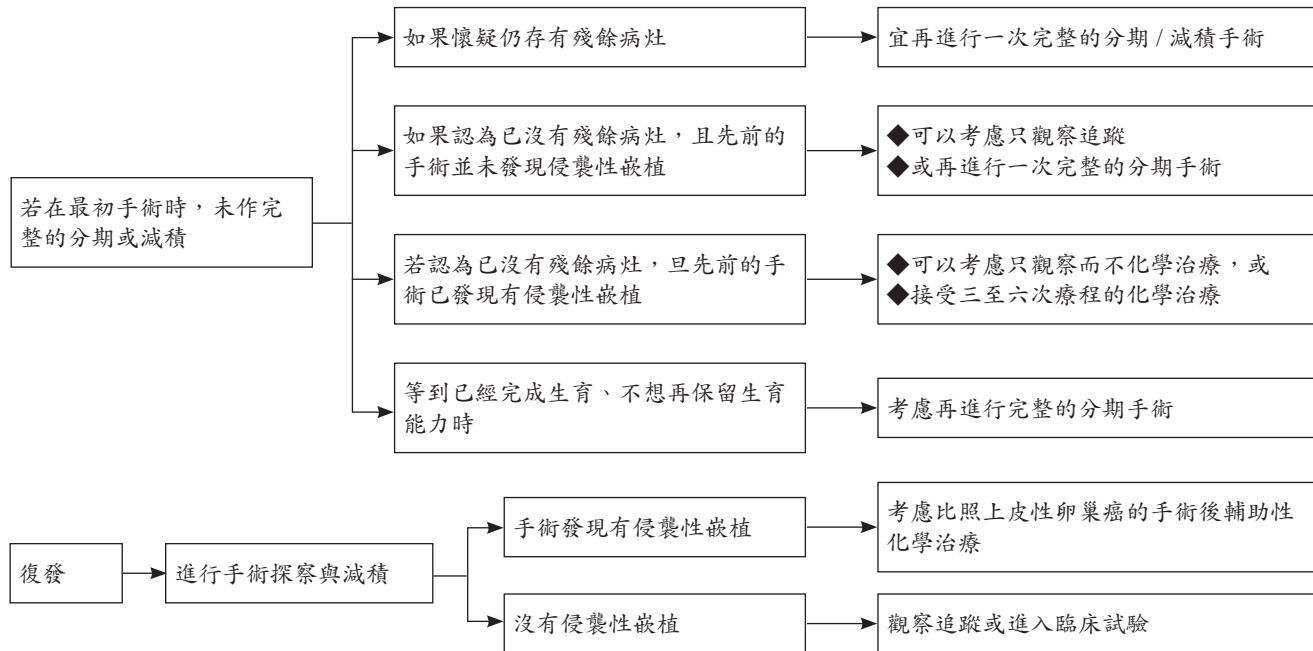 如果懷疑仍存有殘餘病灶
宜再進行一次完整的分期 / 減積手術
如果認為已沒有殘餘病灶，且先前的
手術並未發現侵襲性嵌植
◆可以考慮只觀察追蹤
◆或再進行一次完整的分期手術
若在最初手術時，未作完
整的分期或減積
若認為已沒有殘餘病灶，旦先前的手
術已發現有侵襲性嵌植
◆可以考慮只觀察而不化學治療，或
◆接受三至六次療程的化學治療
等到已經完成生育、不想再保留生育
能力時
考慮再進行完整的分期手術
手術發現有侵襲性嵌植
考慮比照上皮性卵巢癌的手術後輔助性
化學治療
復發
進行手術探察與減積
沒有侵襲性嵌植
觀察追蹤或進入臨床試驗